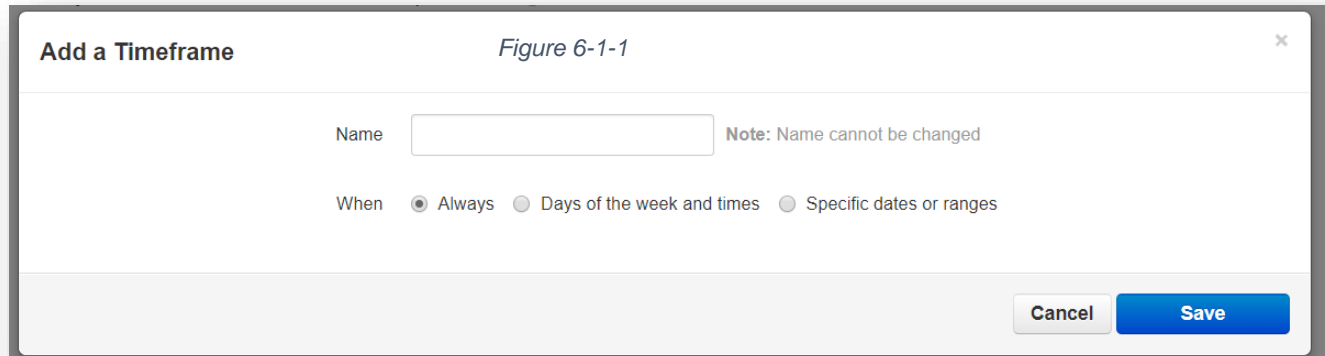 Add a Timeframe
Figure 6-1-1
×
Name
Note: Name cannot be changed
When Always Days of the week and times Specific dates or ranges
Cancel Save